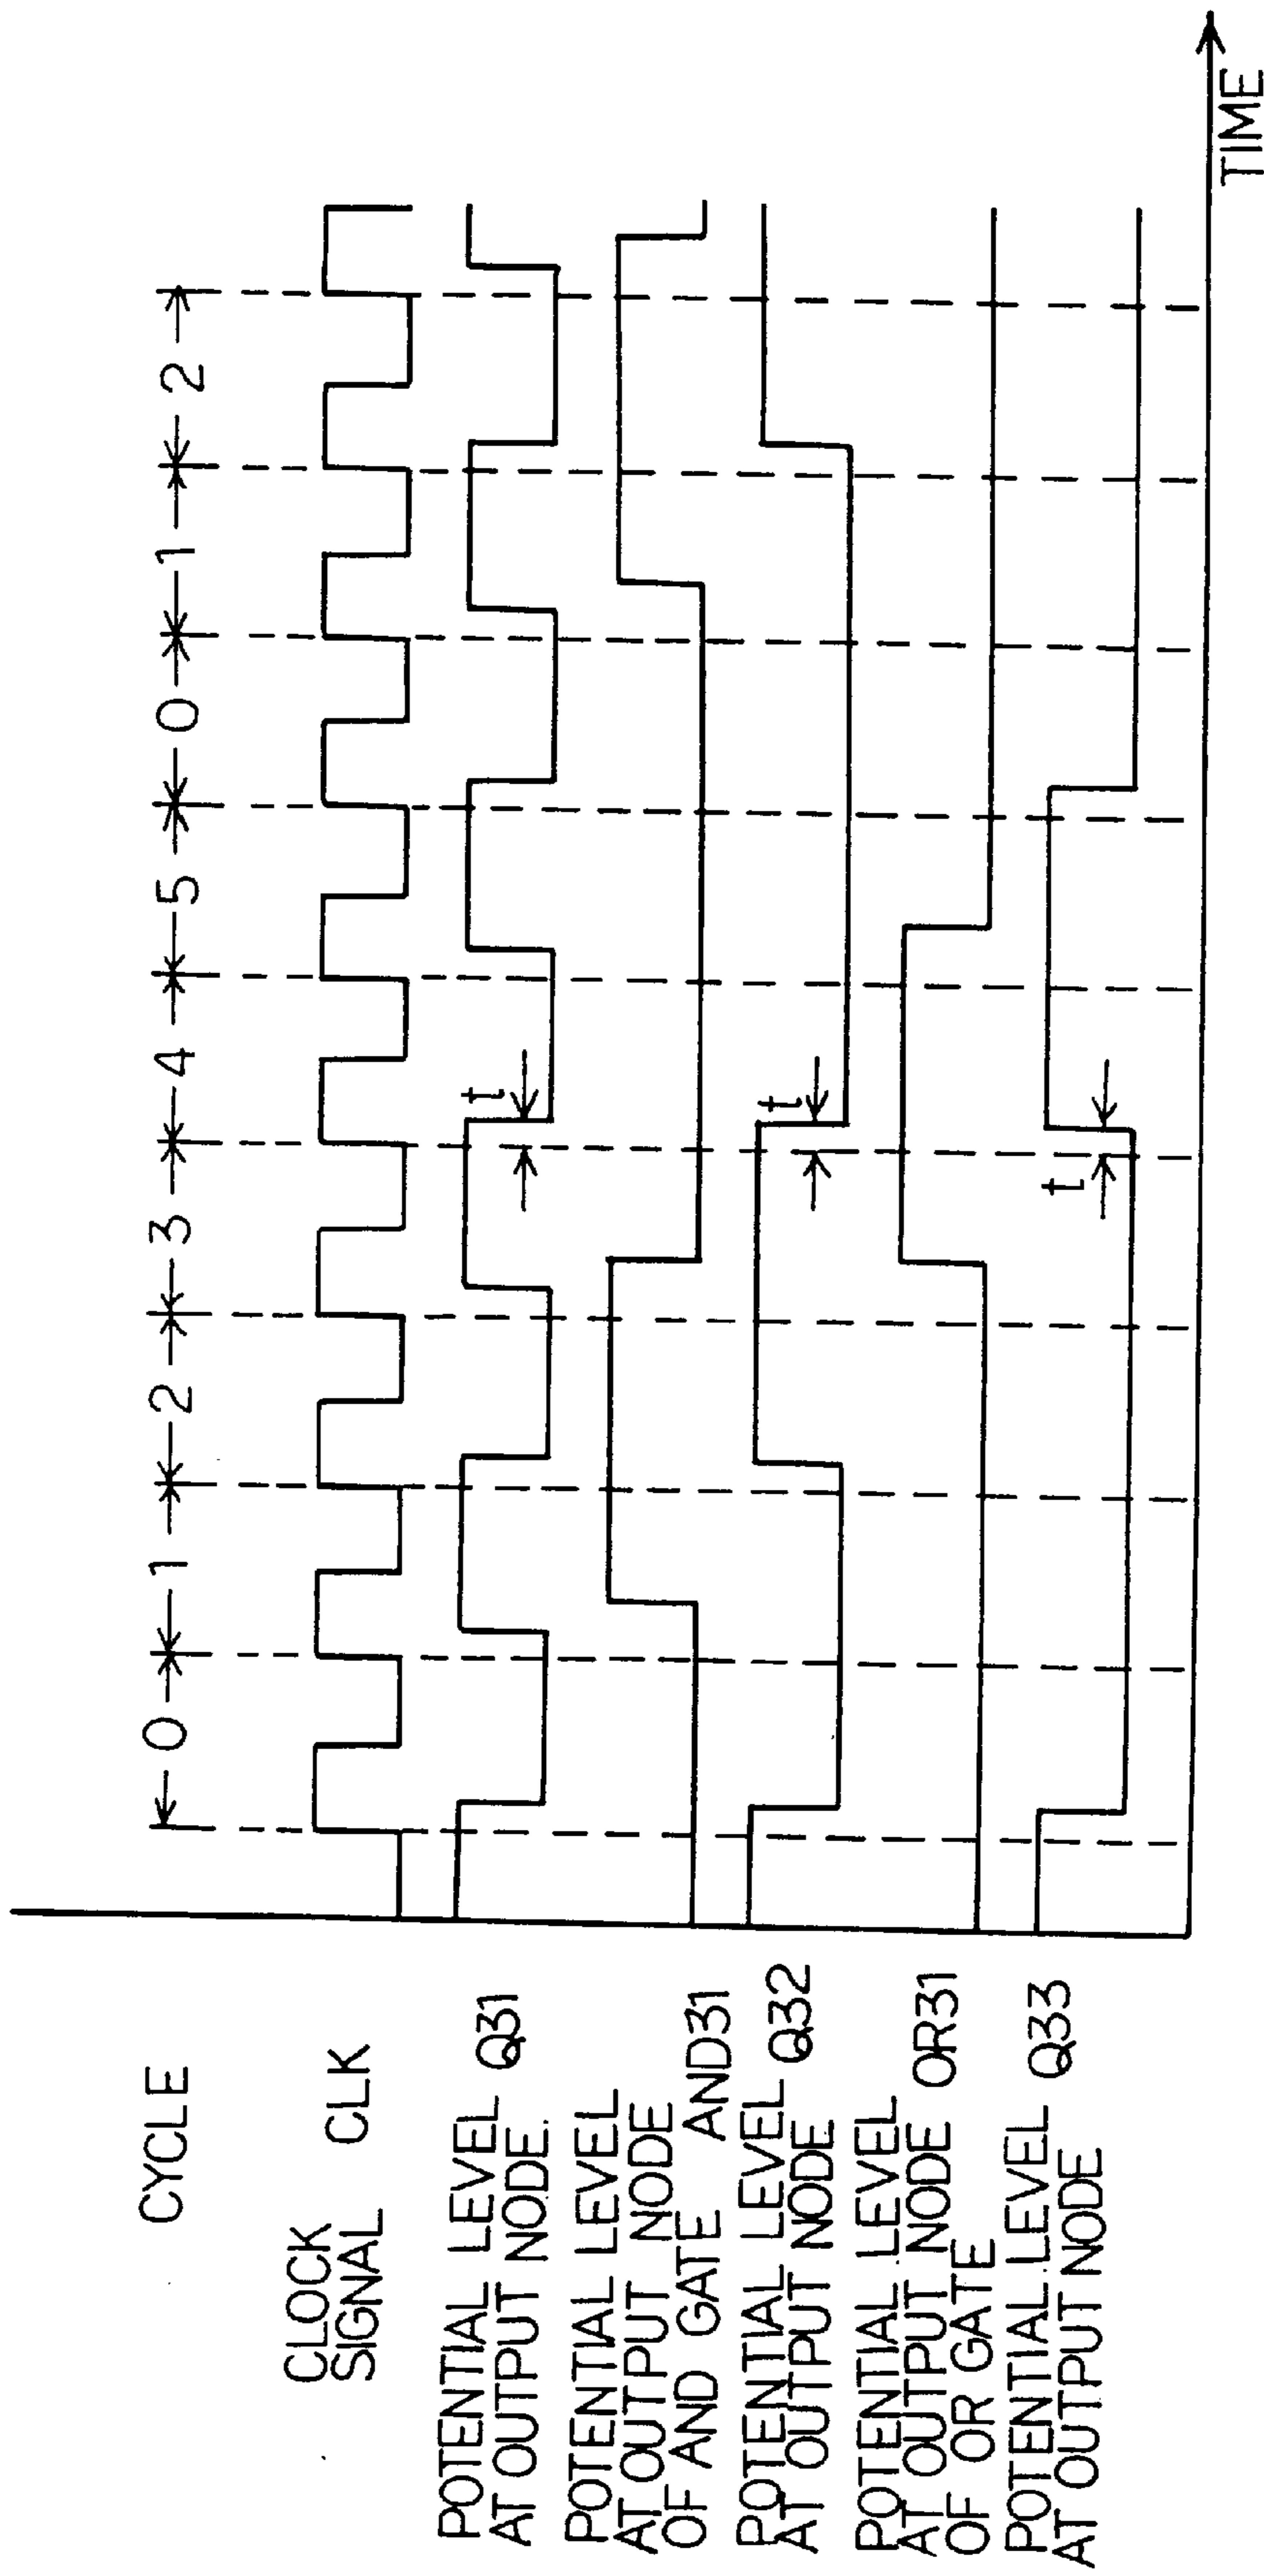 CYCLE
0 1 2 3 4 5 0 1 2
CLOCK
SIGNAL CLK
POTENTIAL LEVEL
AT OUTPUT NODE. Q31
t
POTENTIAL LEVEL
AT OUTPUT NODE
OF AND GATE AND31
POTENTIAL LEVEL
AT OUTPUT NODE Q32
t
POTENTIAL LEVEL
AT OUTPUT NODE
OF OR GATE OR31
POTENTIAL LEVEL
AT OUTPUT NODE Q33
t
TIME